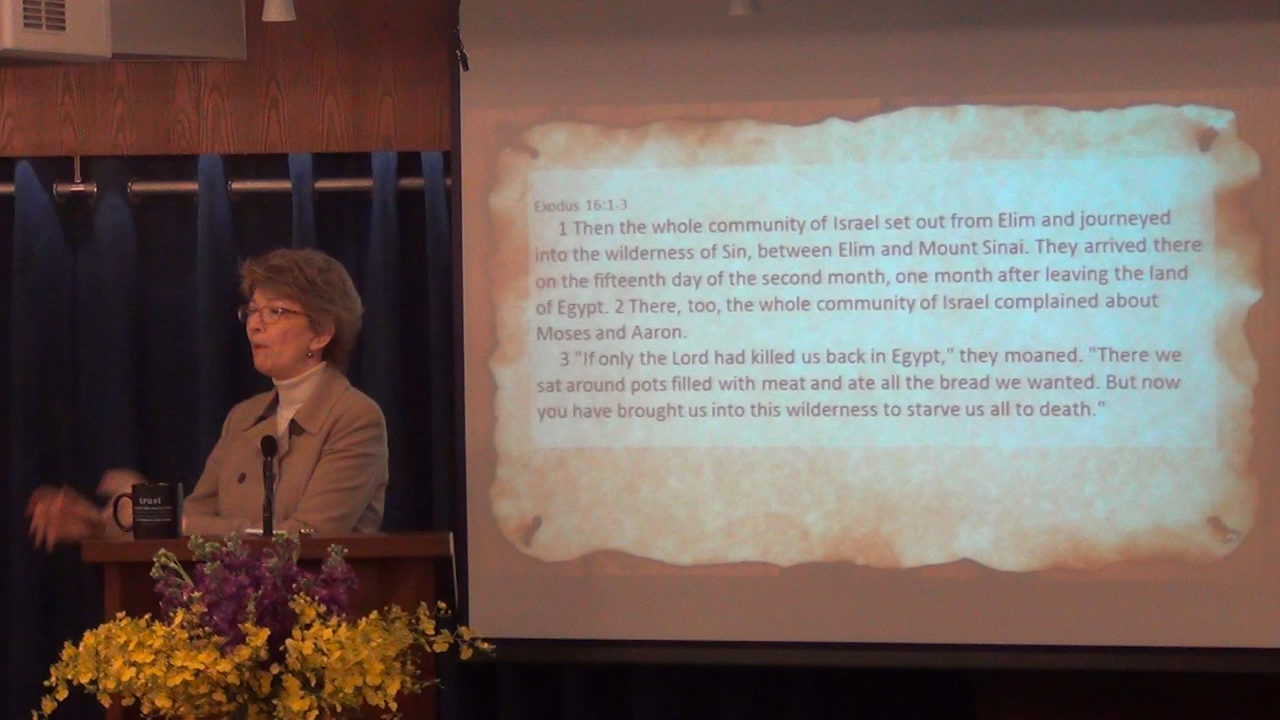 Exodus 16:1-3
1 Then the whole community of Israel set out from Elim and journeyed
into the wilderness of Sin, between Elim and Mount Sinai. They arrived there
on the fifteenth day of the second month, one month after leaving the land
of Egypt. 2 There, too, the whole community of Israel complained about
Moses and Aaron.
3 "If only the Lord had killed us back in Egypt," they moaned. "There we
sat around pots filled with meat and ate all the bread we wanted. But now
you have brought us into this wilderness to starve us all to death."
trust